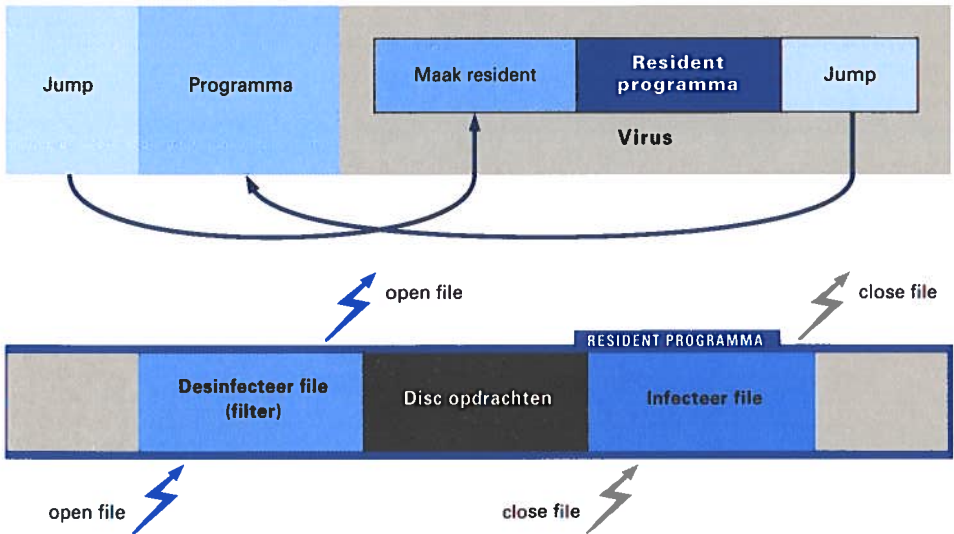 Jump
Programma
Maak resident
Resident
programma
Jump
Virus
open file
close file
RESIDENT PROGRAMMA
Desinfecteer file
(filter)
Disc opdrachten
Infecteer file
open file
close file